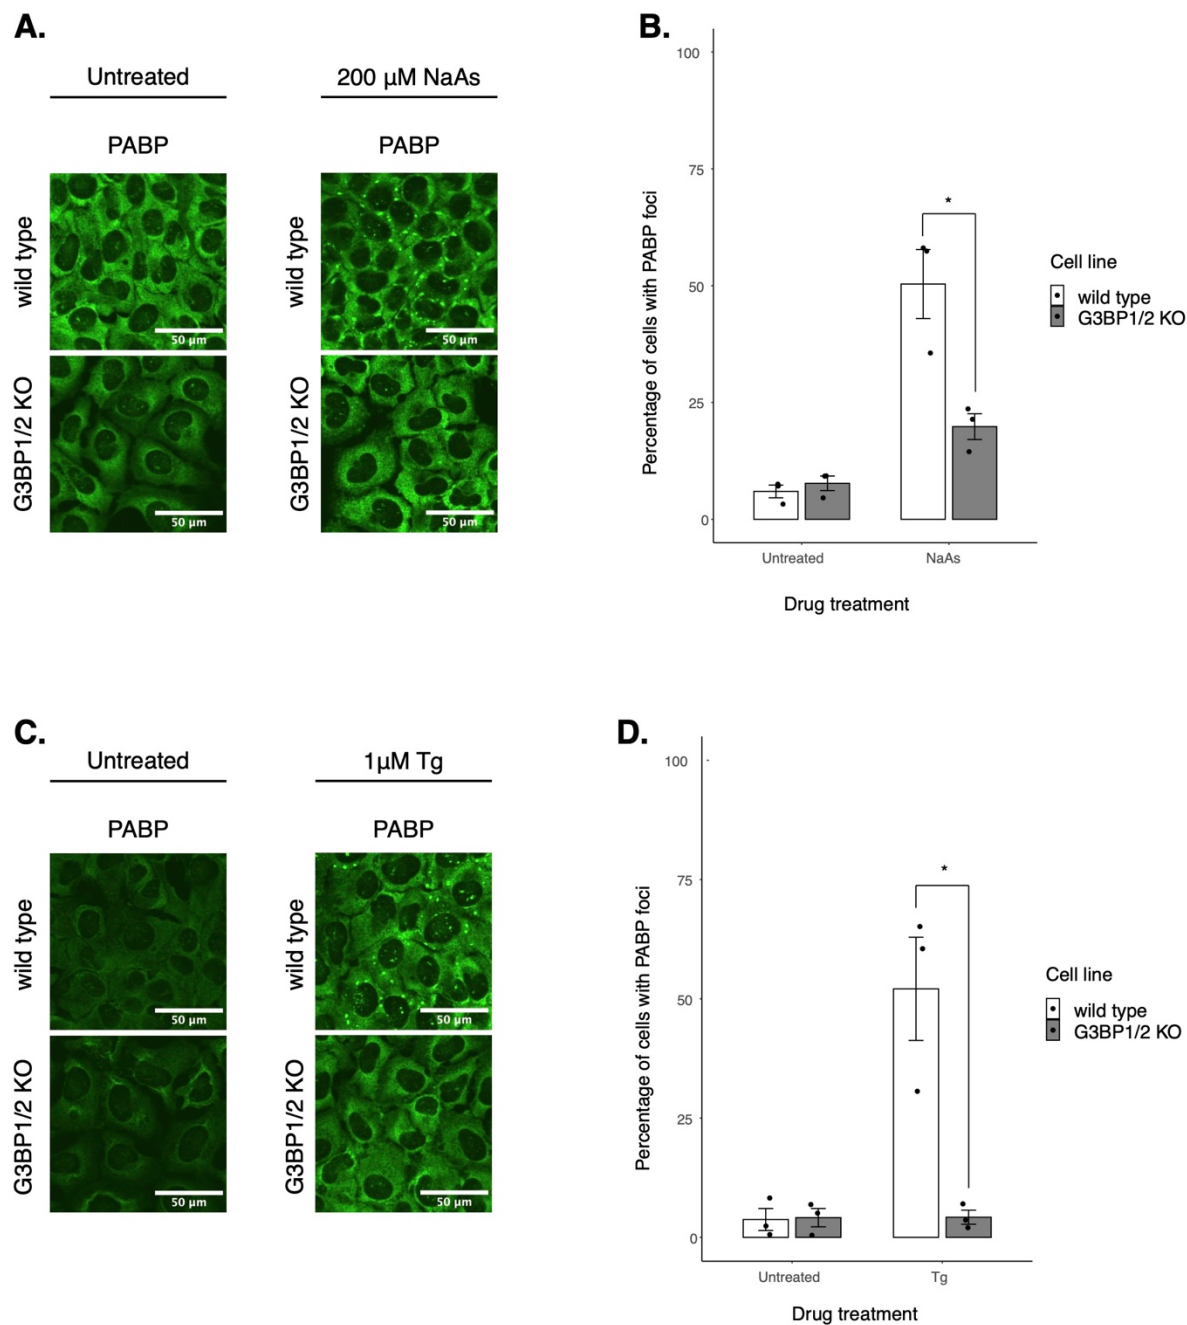 A.
Untreated
200 µM NaAs
PABP
PABP
wild type
wild type
50 µm
50 µm
G3BP1/2 KO
G3BP1/2 KO
50 µm
50 µm
B.
100
75
50
25
0
Percentage of cells with PABP foci
*
Untreated
NaAs
Drug treatment
Cell line
wild type
G3BP1/2 KO
C.
Untreated
1µM Tg
PABP
PABP
wild type
wild type
50 µm
50 µm
G3BP1/2 KO
G3BP1/2 KO
50 µm
50 µm
D.
100
75
50
25
0
Percentage of cells with PABP foci
*
Untreated
Tg
Drug treatment
Cell line
wild type
G3BP1/2 KO